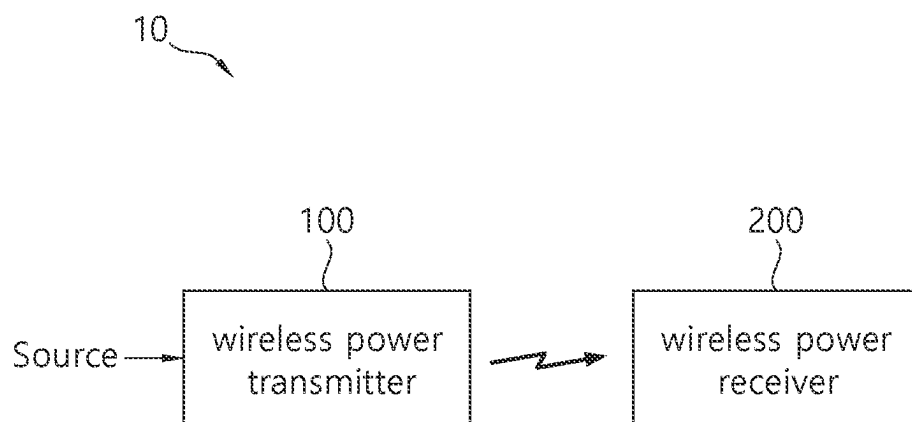 10
100
200
Source
wireless power
transmitter
wireless power
receiver